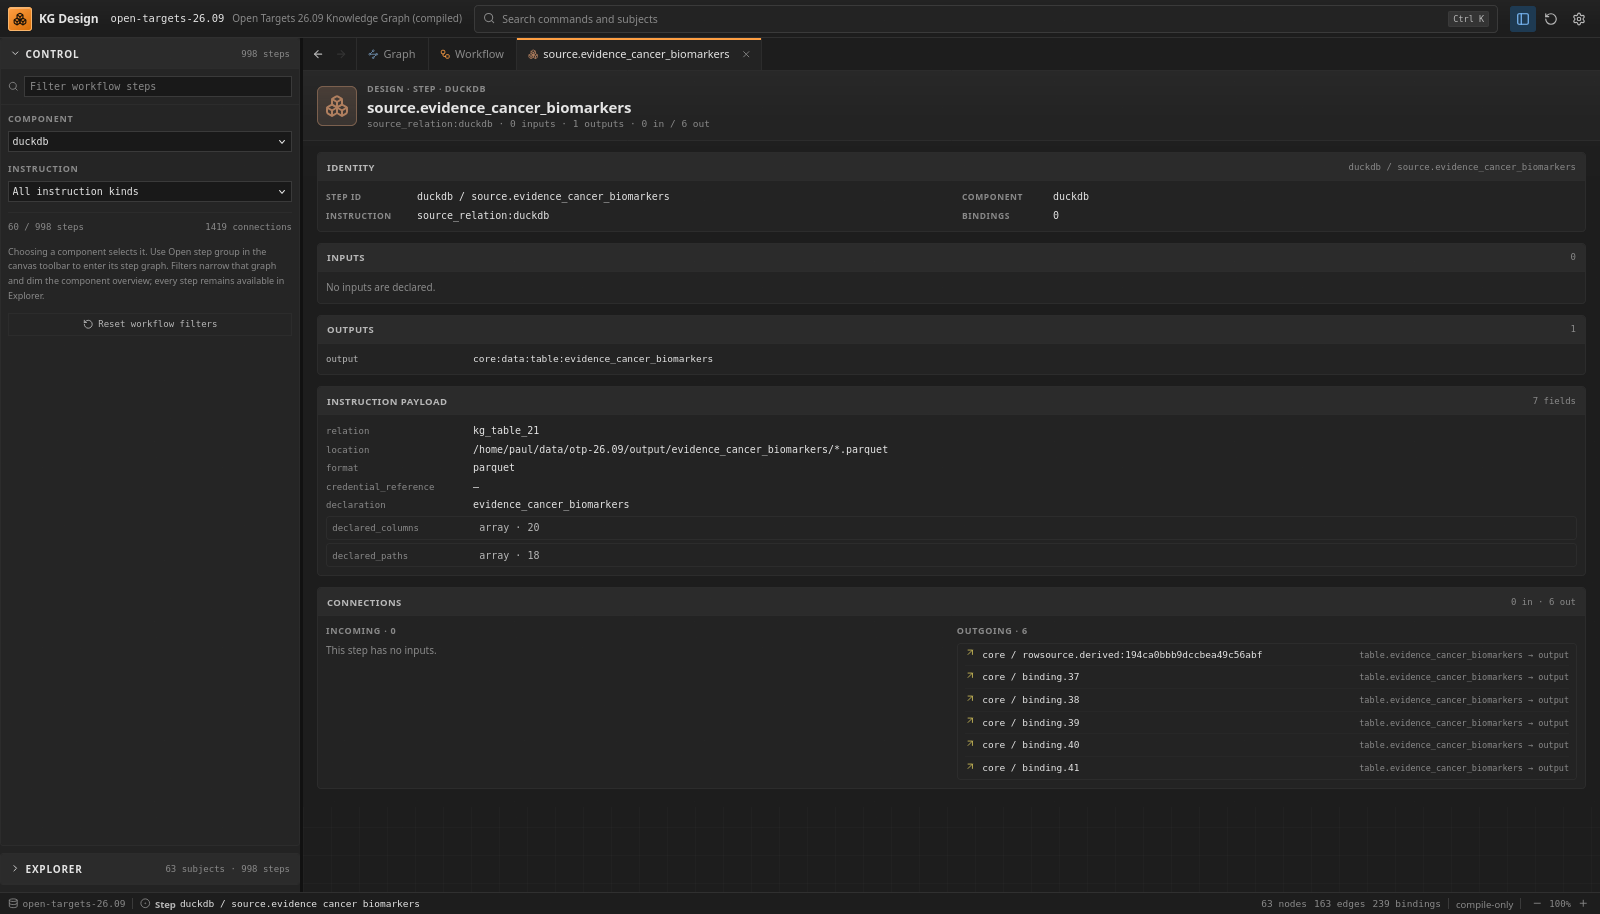 KG Design open-targets-26.09 Open Targets 26.09 Knowledge Graph (compiled) Search commands and subjects Ctrl K
CONTROL 998 steps
Filter workflow steps
COMPONENT
duckdb
INSTRUCTION
All instruction kinds
60 / 998 steps 1419 connections
Choosing a component selects it. Use Open step group in the
canvas toolbar to enter its step graph. Filters narrow that graph
and dim the component overview; every step remains available in
Explorer.
Reset workflow filters
EXPLORER 63 subjects · 998 steps
Graph Workflow source.evidence_cancer_biomarkers
DESIGN · STEP · DUCKDB
source.evidence_cancer_biomarkers
source_relation:duckdb · 0 inputs · 1 outputs · 0 in / 6 out
IDENTITY duckdb / source.evidence_cancer_biomarkers
STEP ID duckdb / source.evidence_cancer_biomarkers COMPONENT duckdb
INSTRUCTION source_relation:duckdb BINDINGS 0
INPUTS 0
No inputs are declared.
OUTPUTS 1
output core:data:table:evidence_cancer_biomarkers
INSTRUCTION PAYLOAD 7 fields
relation kg_table_21
location /home/paul/data/otp-26.09/output/evidence_cancer_biomarkers/*.parquet
format parquet
credential_reference —
declaration evidence_cancer_biomarkers
declared_columns array · 20
declared_paths array · 18
CONNECTIONS 0 in · 6 out
INCOMING · 0 OUTGOING · 6
This step has no inputs.
core / rowsource.derived:194ca0bbb9dccbea49c56abf table.evidence_cancer_biomarkers → output
core / binding.37 table.evidence_cancer_biomarkers → output
core / binding.38 table.evidence_cancer_biomarkers → output
core / binding.39 table.evidence_cancer_biomarkers → output
core / binding.40 table.evidence_cancer_biomarkers → output
core / binding.41 table.evidence_cancer_biomarkers → output
open-targets-26.09 Step duckdb / source.evidence_cancer_biomarkers 63 nodes 163 edges 239 bindings compile-only − 100% +